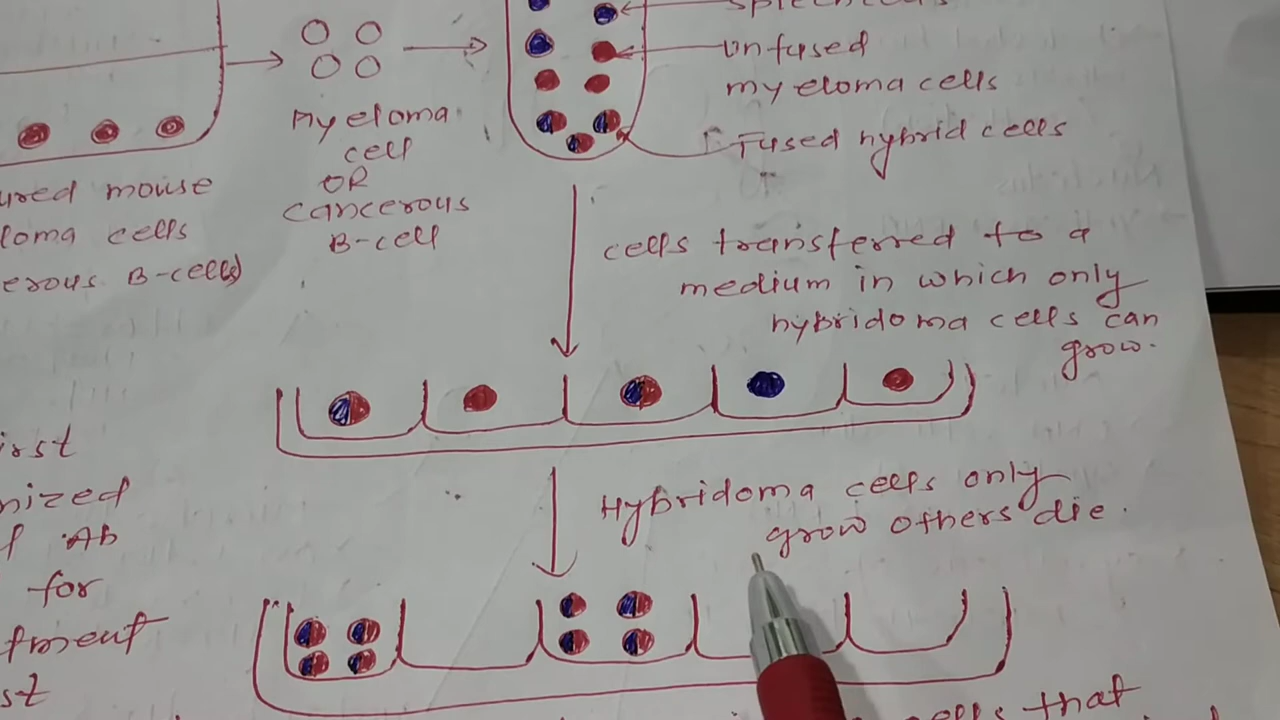 unfused
myeloma cells
Fused hybrid cells
Myeloma
cell
OR
cancerous
B-cell
ured mouse
loma cells
erous B-cells)
cells transferred to a
medium in which only
hybridoma cells can
grow.
irst
nized
f Ab
for
tment
st
Hybridoma cells only
grow others die.
cells that